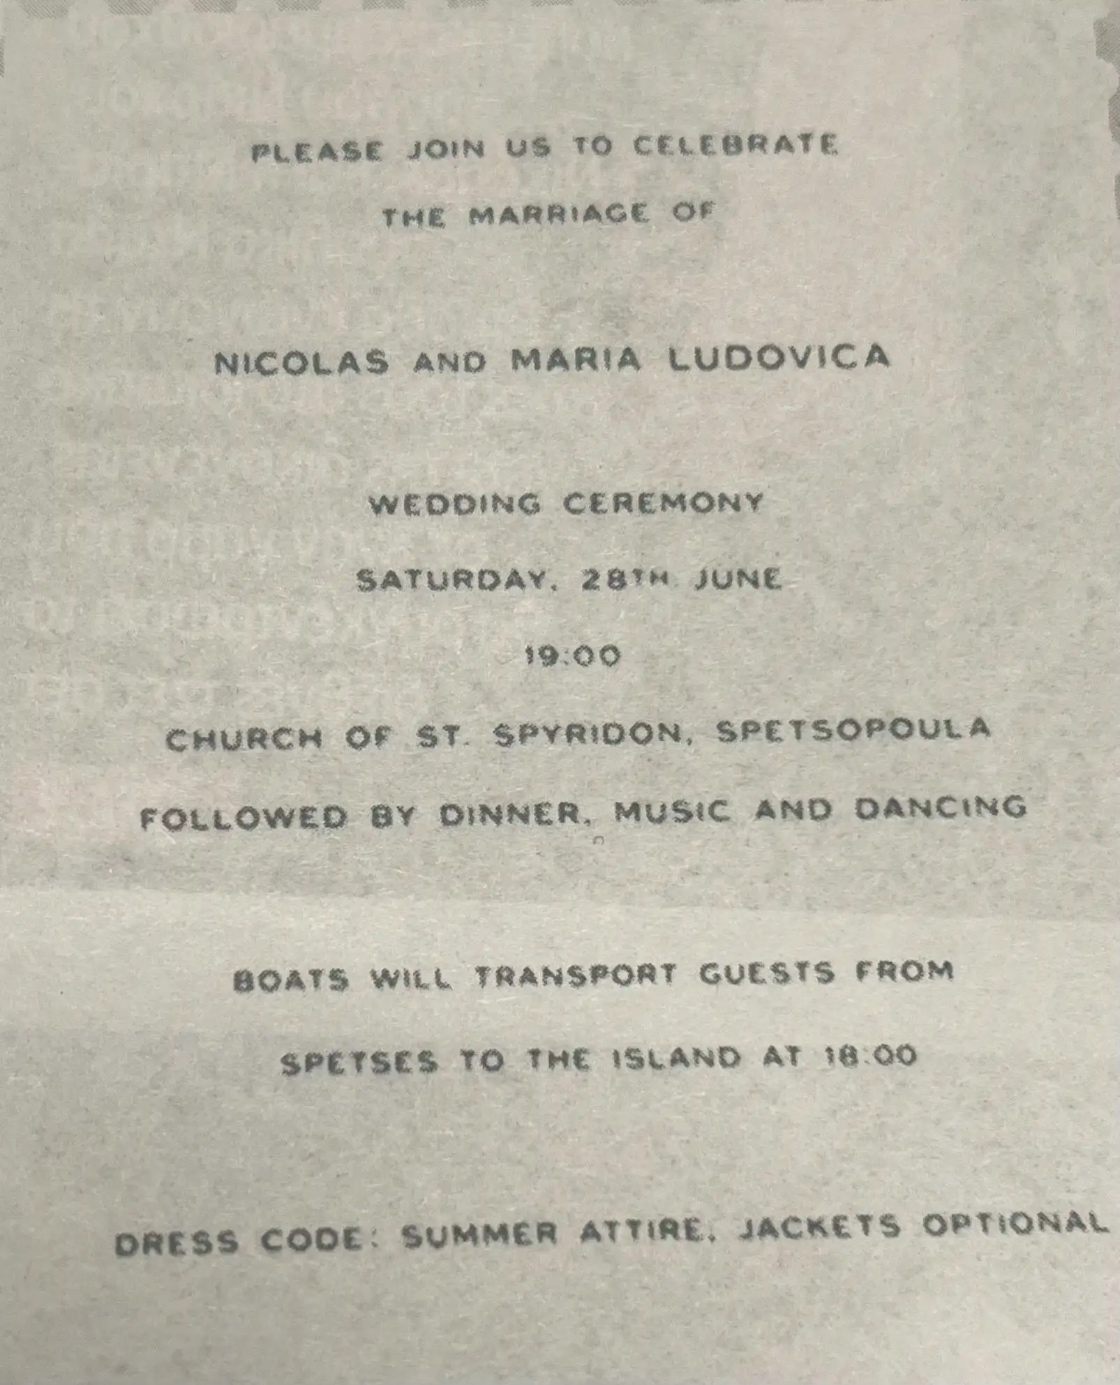 PLEASE JOIN US TO CELEBRATE
THE MARRIAGE OF
NICOLAS AND MARIA LUDOVICA
WEDDING CEREMONY
SATURDAY, 28TH JUNE
19:00
CHURCH OF ST. SPYRIDON, SPETSOPOULA
FOLLOWED BY DINNER, MUSIC AND DANCING
BOATS WILL TRANSPORT GUESTS FROM
SPETSES TO THE ISLAND AT 18:00
DRESS CODE: SUMMER ATTIRE, JACKETS OPTIONAL